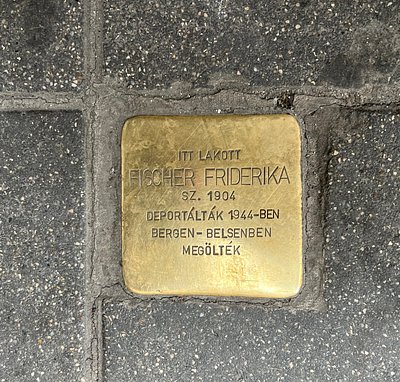 ITT LAKOTT
FISCHER FRIDERIKA
SZ. 1904
DEPORTÁLTÁK 1944-BEN
BERGEN-BELSENBEN
MEGÖLTÉK